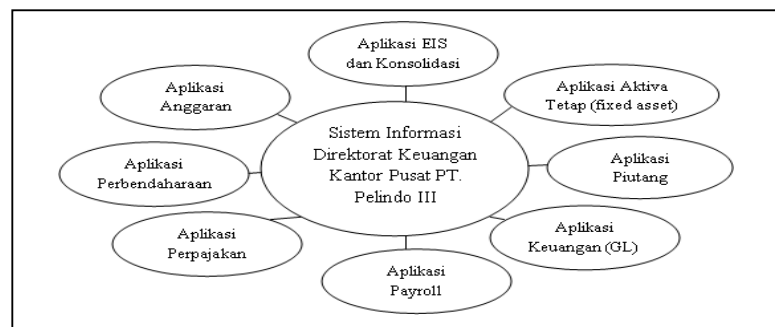 Aplikasi EIS
dan Konsolidasi
Aplikasi
Anggaran
Aplikasi Aktiva
Tetap (fixed asset)
Sistem Informasi
Direktorat Keuangan
Kantor Pusat PT.
Pelindo III
Aplikasi
Perbendaharaan
Aplikasi
Piutang
Aplikasi
Perpajakan
Aplikasi
Keuangan (GL)
Aplikasi
Payroll